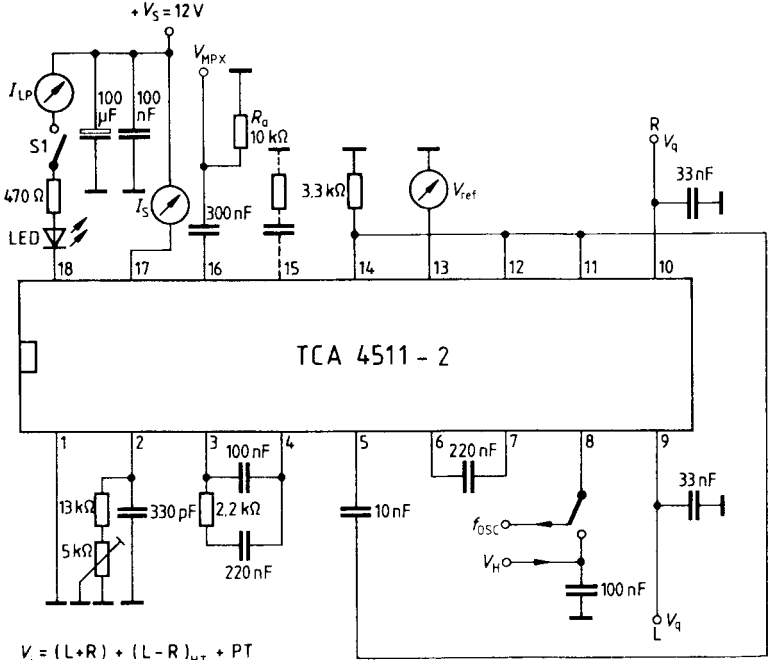 + V_S = 12 V
I_LP
100 µF
100 nF
V_MPX
R_a
10 kΩ
S1
470 Ω
LED
I_S
300 nF
3,3 kΩ
V_ref
R
V_q
33 nF
18 17 16 15 14 13 12 11 10
TCA 4511 - 2
1 2 3 4 5 6 7 8 9
13 kΩ
330 pF
5 kΩ
100 nF
2,2 kΩ
220 nF
10 nF
220 nF
f_OSC
V_H
100 nF
33 nF
L
V_q
V_i = (L+R) + (L-R)_HT + PT